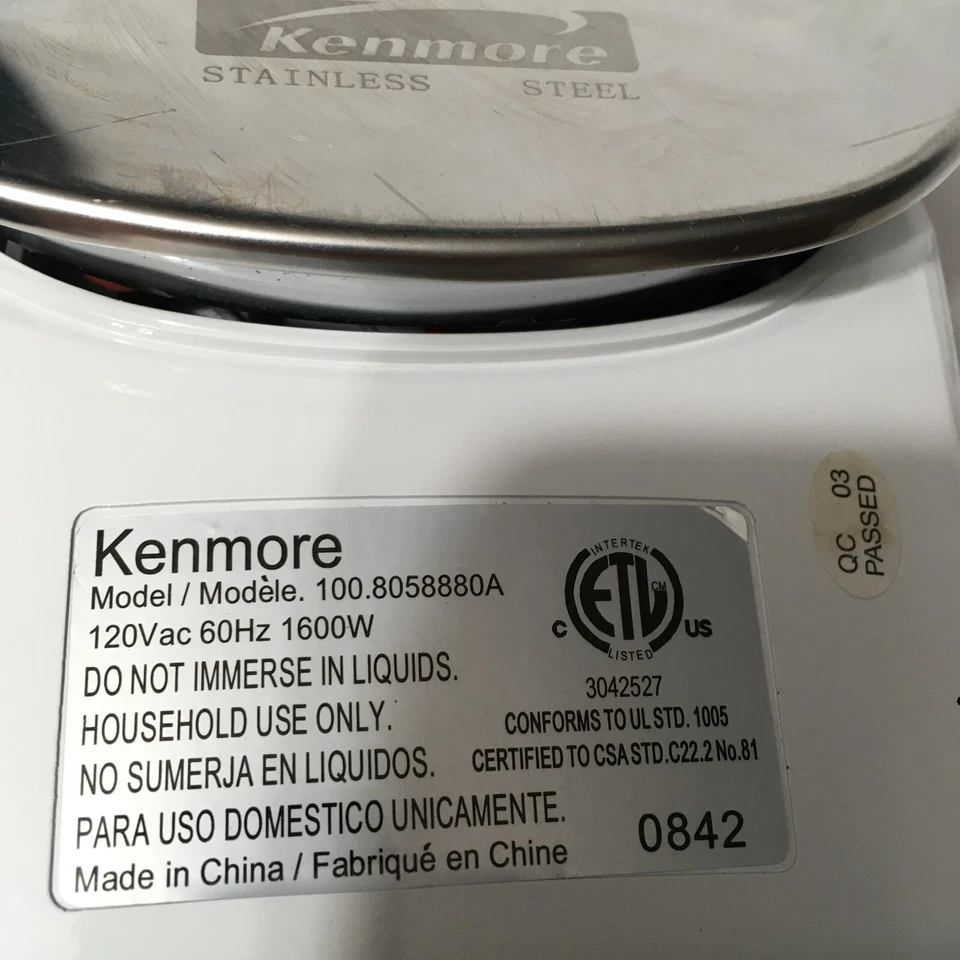 Kenmore
STAINLESS STEEL
QC 03
PASSED
Kenmore
Model / Modèle. 100.8058880A
120Vac 60Hz 1600W
DO NOT IMMERSE IN LIQUIDS.
HOUSEHOLD USE ONLY.
NO SUMERJA EN LIQUIDOS.
PARA USO DOMESTICO UNICAMENTE.
Made in China / Fabriqué en Chine
INTERTEK
ETL CM
C US
LISTED
3042527
CONFORMS TO UL STD. 1005
CERTIFIED TO CSA STD.C22.2 No.81
0842